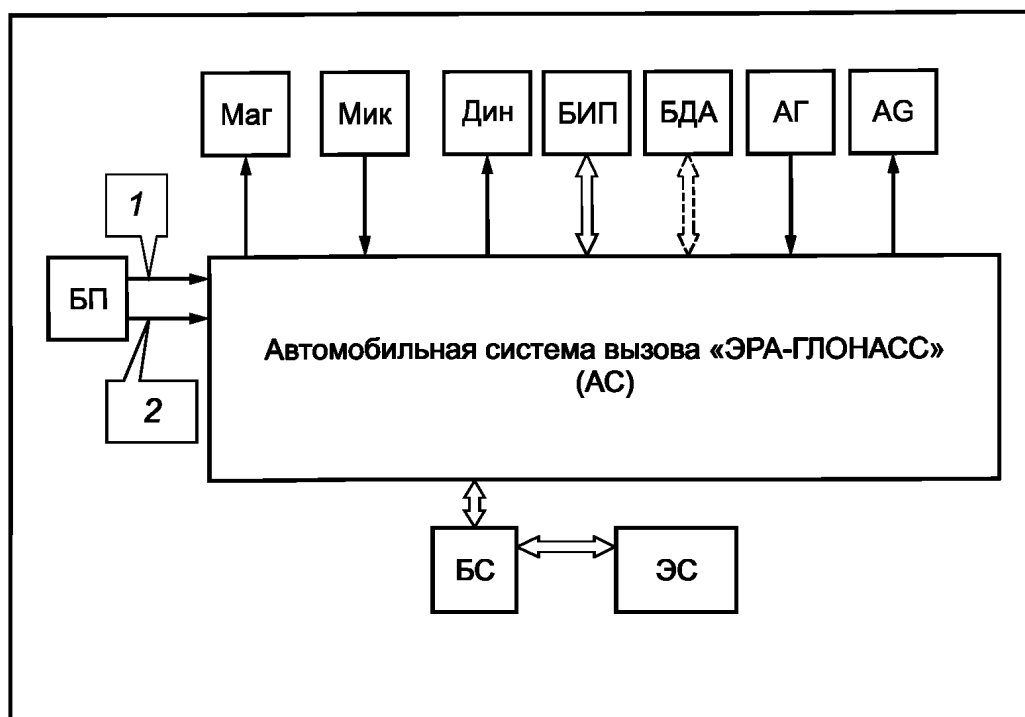 Маг
Мик
Дин
БИП
БДА
АГ
AG
1
БП
2
Автомобильная система вызова «ЭРА-ГЛОНАСС»
(АС)
БС
ЭС